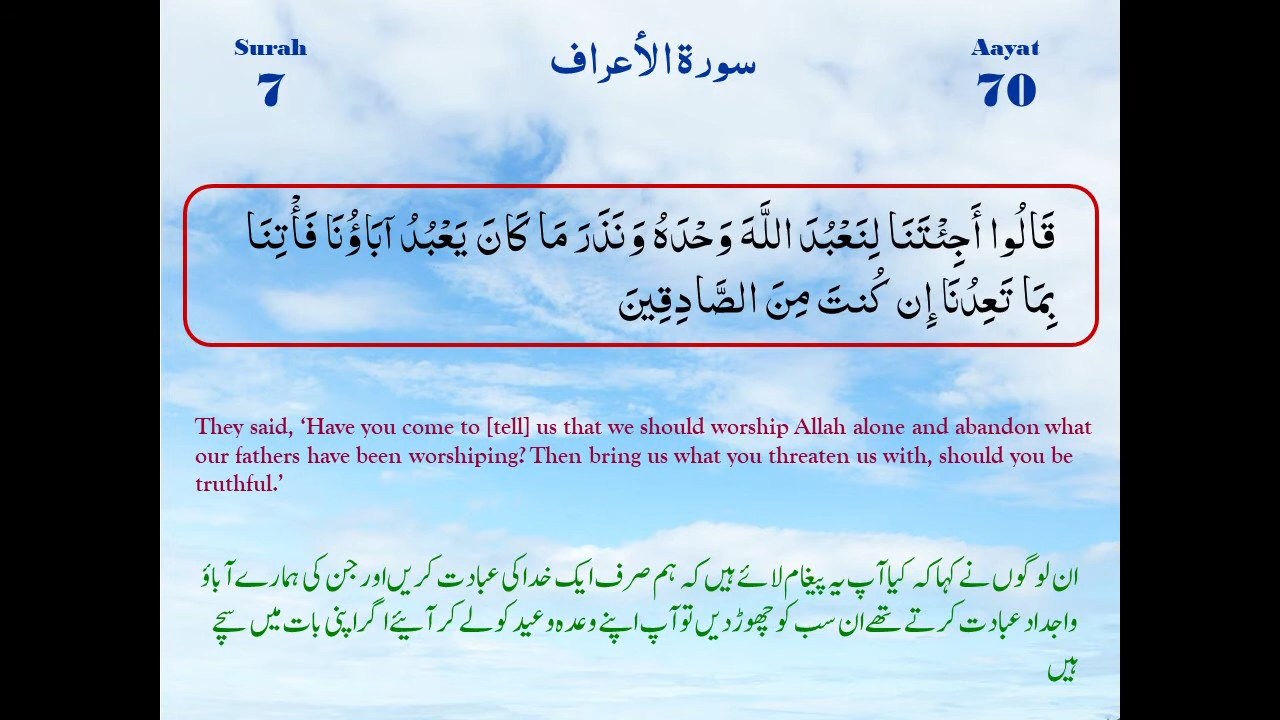 Surah
7
سورة الأعراف
Aayat
70
قَالُوا أَجِئْتَنَا لِنَعْبُدَ اللَّهَ وَحْدَهُ وَنَذَرَ مَا كَانَ يَعْبُدُ آبَاؤُنَا فَأْتِنَا
بِمَا تَعِدُنَا إِن كُنتَ مِنَ الصَّادِقِينَ
They said, ‘Have you come to [tell] us that we should worship Allah alone and abandon what
our fathers have been worshiping? Then bring us what you threaten us with, should you be
truthful.’
ان لوگوں نے کہا کہ کیا آپ یہ پیغام لائے ہیں کہ ہم صرف ایک خدا کی عبادت کریں اور جن کی ہمارے آباؤ
و اجداد عبادت کرتے تھے ان سب کو چھوڑ دیں تو آپ اپنے وعدہ و وعید کو لے کر آئیے اگر اپنی بات میں سچے
ہیں